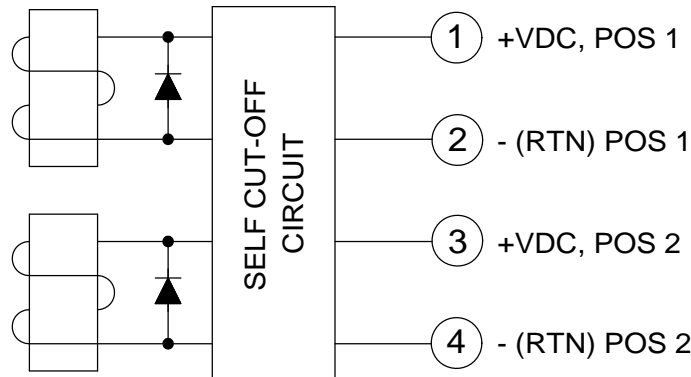 1 +VDC, POS 1
2 - (RTN) POS 1
SELF CUT-OFF
CIRCUIT
3 +VDC, POS 2
4 - (RTN) POS 2